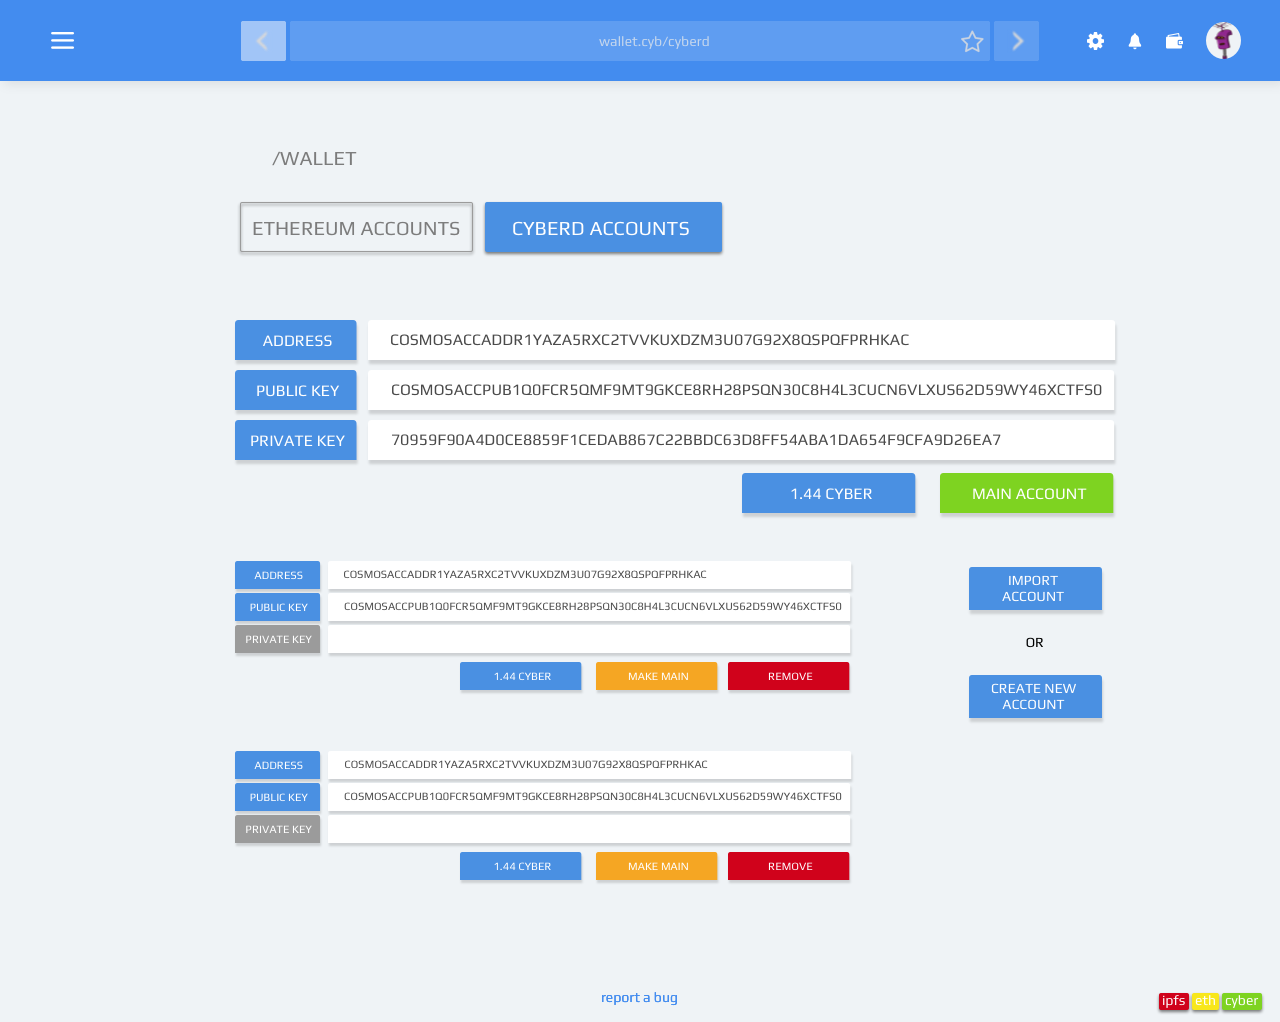 wallet.cyb/cyberd
/WALLET
ETHEREUM ACCOUNTS
CYBERD ACCOUNTS
ADDRESS
COSMOSACCADDR1YAZA5RXC2TVVKUXDZM3U07G92X8QSPQFPRHKAC
PUBLIC KEY
COSMOSACCPUB1Q0FCR5QMF9MT9GKCE8RH28PSQN30C8H4L3CUCN6VLXUS62D59WY46XCTFS0
PRIVATE KEY
70959F90A4D0CE8859F1CEDAB867C22BBDC63D8FF54ABA1DA654F9CFA9D26EA7
1.44 CYBER
MAIN ACCOUNT
ADDRESS
COSMOSACCADDR1YAZA5RXC2TVVKUXDZM3U07G92X8QSPQFPRHKAC
PUBLIC KEY
COSMOSACCPUB1Q0FCR5QMF9MT9GKCE8RH28PSQN30C8H4L3CUCN6VLXUS62D59WY46XCTFS0
PRIVATE KEY
1.44 CYBER
MAKE MAIN
REMOVE
IMPORT
ACCOUNT
OR
CREATE NEW
ACCOUNT
ADDRESS
COSMOSACCADDR1YAZA5RXC2TVVKUXDZM3U07G92X8QSPQFPRHKAC
PUBLIC KEY
COSMOSACCPUB1Q0FCR5QMF9MT9GKCE8RH28PSQN30C8H4L3CUCN6VLXUS62D59WY46XCTFS0
PRIVATE KEY
1.44 CYBER
MAKE MAIN
REMOVE
report a bug
ipfs
eth
cyber